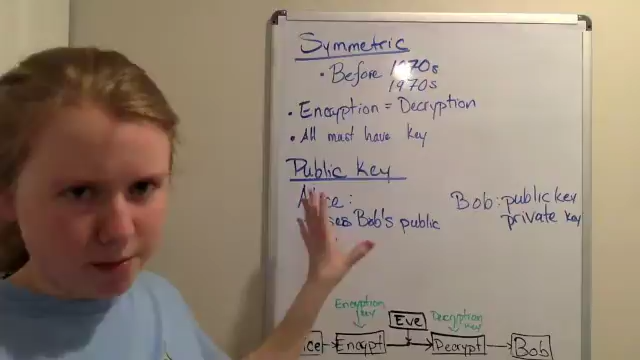 Symmetric
• Before 1970s
1970s
• Encryption = Decryption
• All must have key
Public Key
Alice:
Bob's public
Bob: public key
private key
Encryption key
Eve
Decryption key
Encrypt
Decrypt
Bob